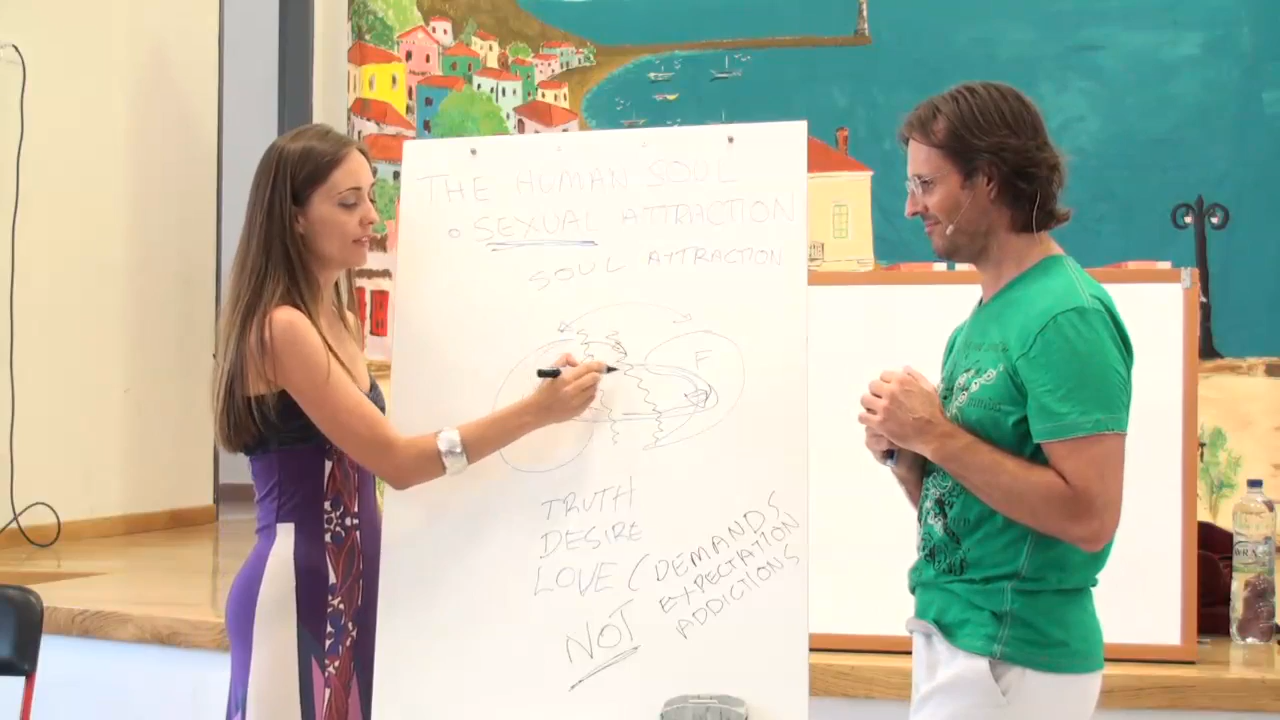 THE HUMAN SOUL
• SEXUAL ATTRACTION
SOUL ATTRACTION
F
TRUTH
DESIRE
LOVE (DEMANDS
EXPECTATION
ADDICTIONS
NOT